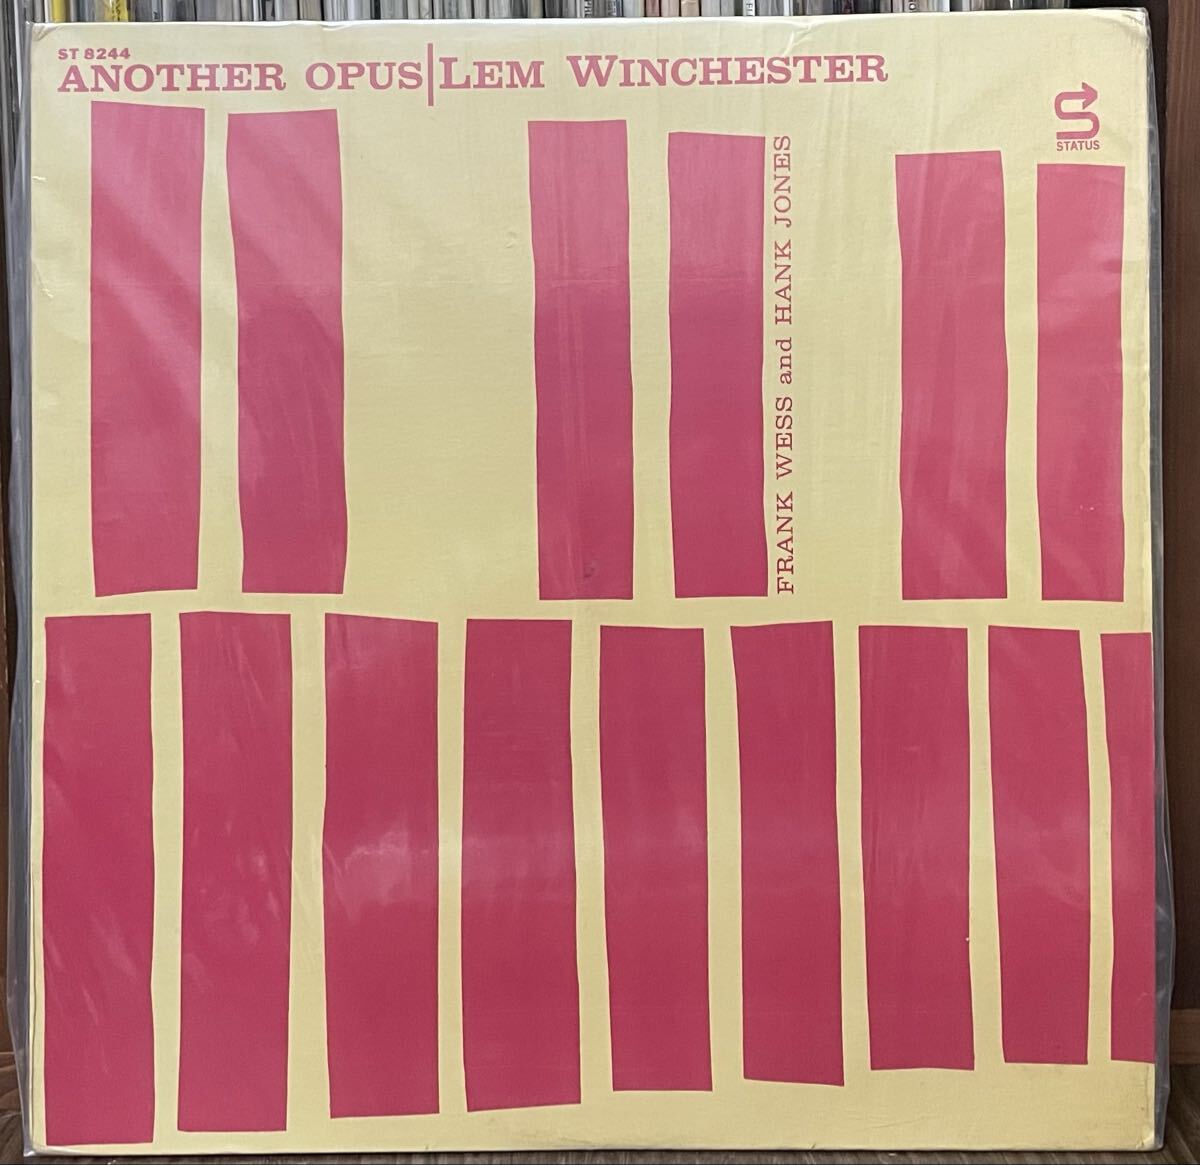 ST 8244
ANOTHER OPUS|LEM WINCHESTER
STATUS
FRANK WESS and HANK JONES